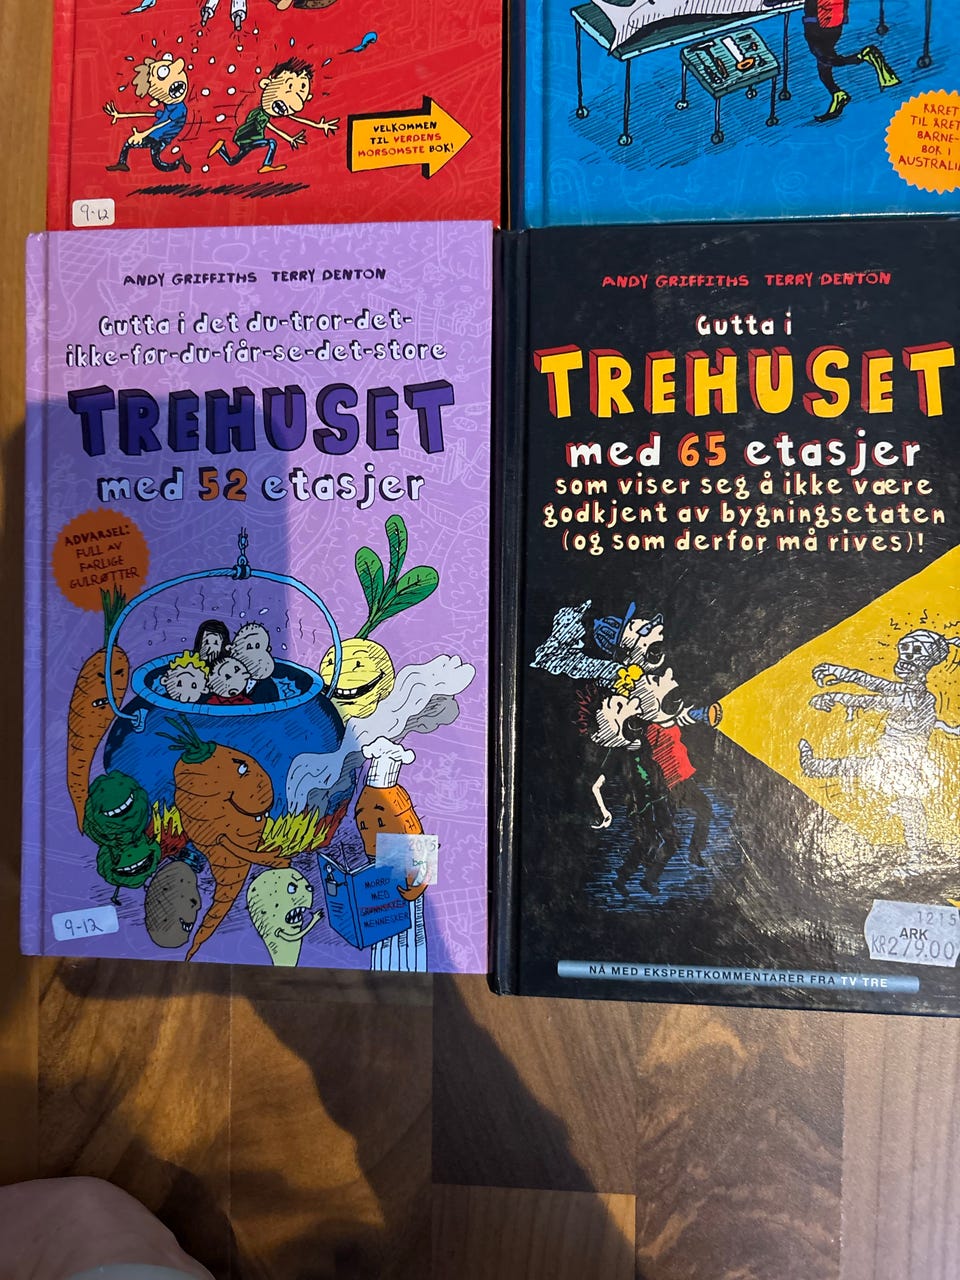 VELKOMMEN
TIL VERDENS
MORSOMSTE BOK!
9-12
KÅRET
TIL ÅRETS
BARNE-
BOK I
AUSTRALIA
ANDY GRIFFITHS TERRY DENTON
Gutta i det du-tror-det-
ikke-før-du-får-se-det-store
TREHUSET
med 52 etasjer
ADVARSEL:
FULL AV
FARLIGE
GULRØTTER
MORRO
MED
GRØNNSIKKER
MENNESKER
2015
9-12
ANDY GRIFFITHS TERRY DENTON
Gutta i
TREHUSET
med 65 etasjer
som viser seg å ikke være
godkjent av bygningsetaten
(og som derfor må rives)!
1215
ARK
KR279.00
NÅ MED EKSPERTKOMMENTARER FRA TV TRE